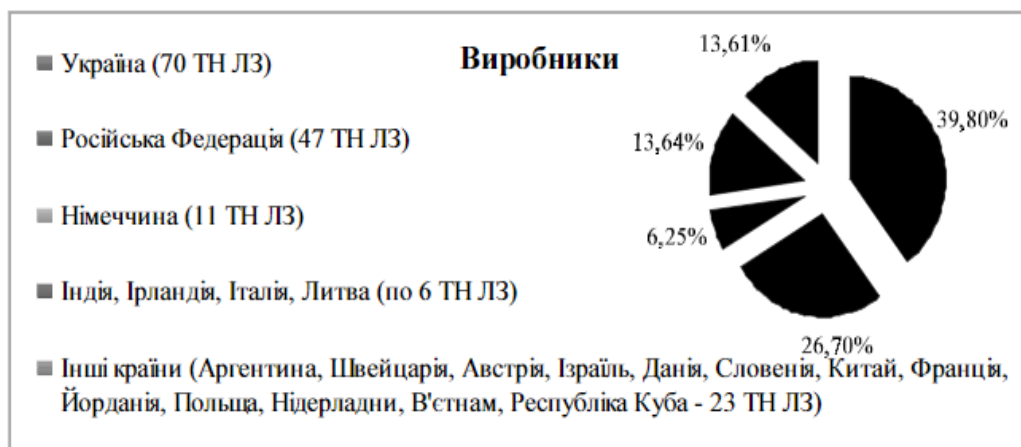 Виробники
Україна (70 ТН ЛЗ)
Російська Федерація (47 ТН ЛЗ)
Німеччина (11 ТН ЛЗ)
Індія, Ірландія, Італія, Литва (по 6 ТН ЛЗ)
Інші країни (Аргентина, Швейцарія, Австрія, Ізраїль, Данія, Словенія, Китай, Франція,
Йорданія, Польща, Нідерладни, В'єтнам, Республіка Куба - 23 ТН ЛЗ)
13,61%
39,80%
13,64%
6,25%
26,70%